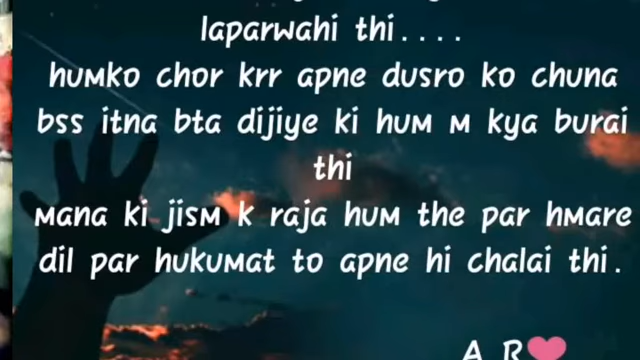 laparwahi thi....
humko chor krr apne dusro ko chuna
bss itna bta dijiye ki hum m kya burai
thi
mana ki jism k raja hum the par hmare
dil par hukumat to apne hi chalai thi.
A R